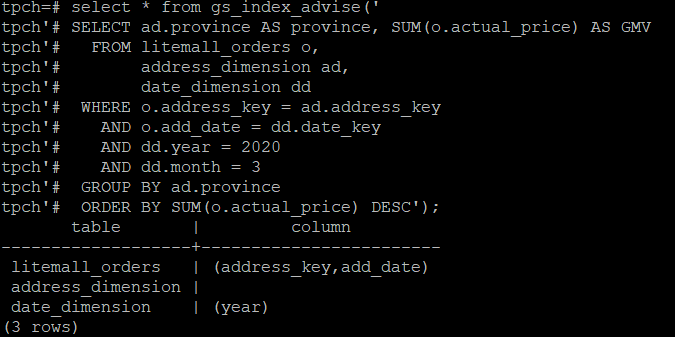 tpch=# select * from gs_index_advise('
tpch'# SELECT ad.province AS province, SUM(o.actual_price) AS GMV
tpch'#   FROM litemall_orders o,
tpch'#        address_dimension ad,
tpch'#        date_dimension dd
tpch'#  WHERE o.address_key = ad.address_key
tpch'#    AND o.add_date = dd.date_key
tpch'#    AND dd.year = 2020
tpch'#    AND dd.month = 3
tpch'#  GROUP BY ad.province
tpch'#  ORDER BY SUM(o.actual_price) DESC');
       table       |         column
-------------------+------------------------
 litemall_orders   | (address_key,add_date)
 address_dimension |
 date_dimension    | (year)
(3 rows)